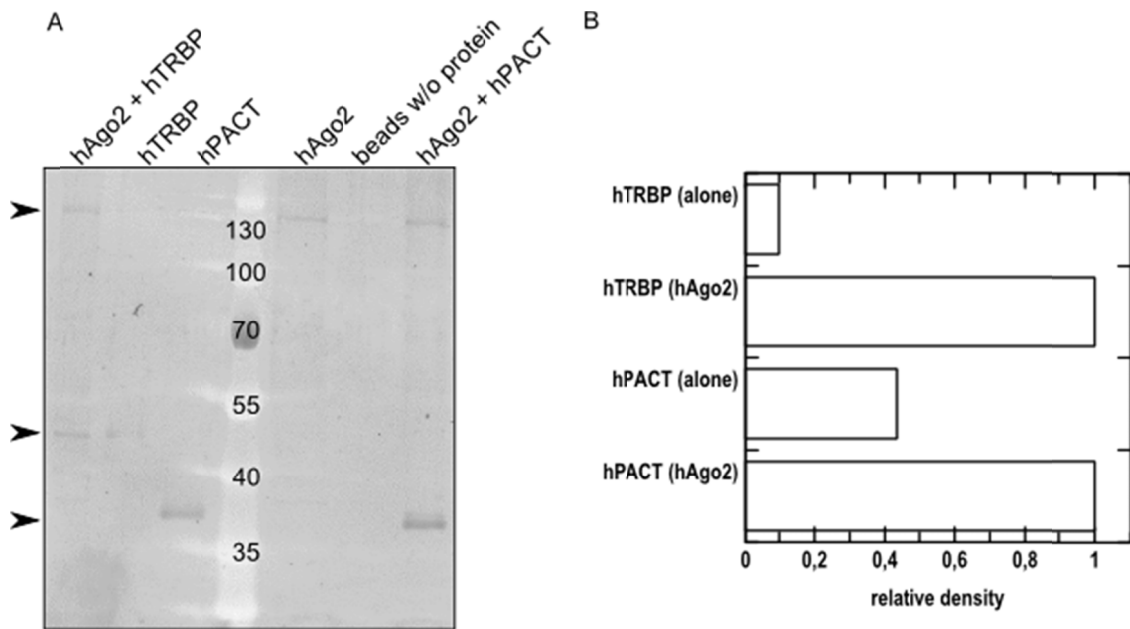 A
hAgo2 + hTRBP
hTRBP
hPACT
hAgo2
beads w/o protein
hAgo2 + hPACT
130
100
70
55
40
35
B
hTRBP (alone)
hTRBP (hAgo2)
hPACT (alone)
hPACT (hAgo2)
0 0,2 0,4 0,6 0,8 1
relative density